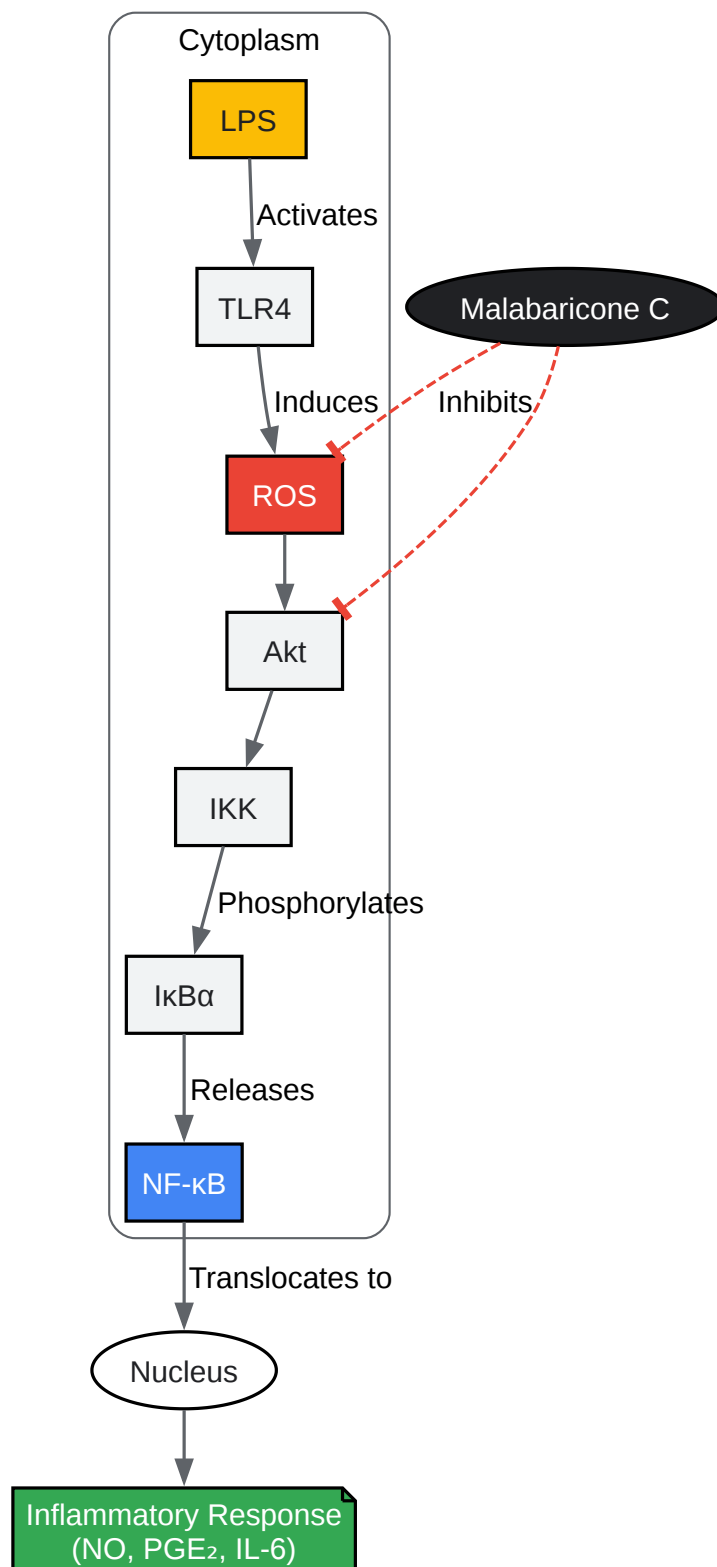 Cytoplasm
LPS
Activates
TLR4
Malabaricone C
Induces
Inhibits
ROS
Akt
IKK
Phosphorylates
IκBα
Releases
NF-κB
Translocates to
Nucleus
Inflammatory Response
(NO, PGE₂, IL-6)